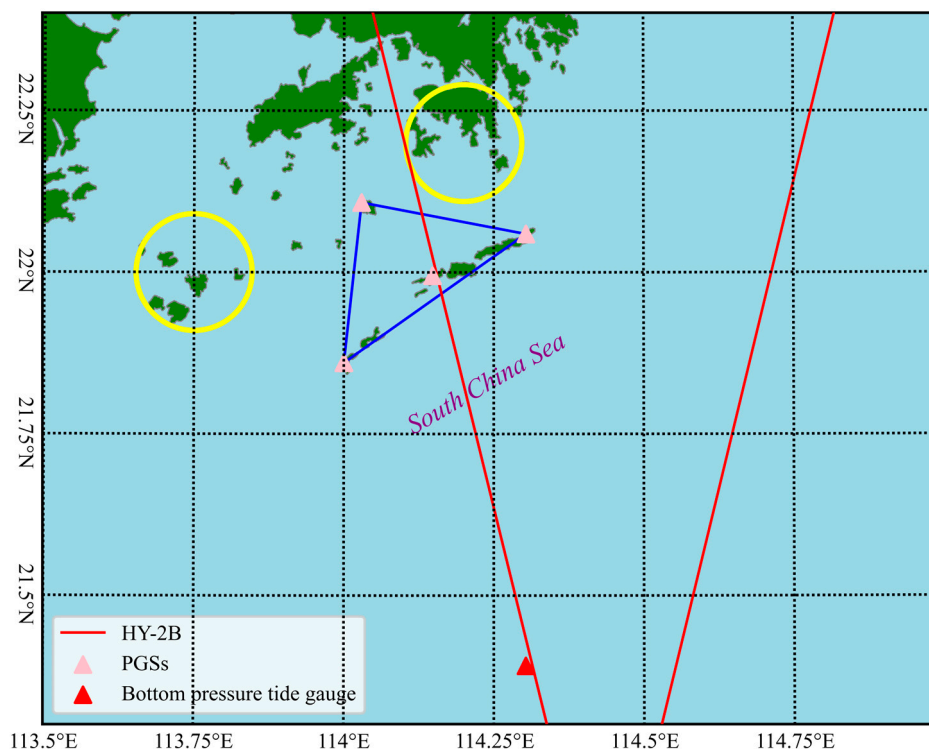 22.25°N
22°N
21.75°N
21.5°N
South China Sea
HY-2B
PGSs
Bottom pressure tide gauge
113.5°E
113.75°E
114°E
114.25°E
114.5°E
114.75°E